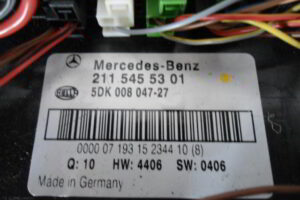 Mercedes-Benz
211 545 53 01
HELLA
5DK 008 047-27
0000 07 193 15 2344 10 (8)
Q: 10 HW: 4406 SW: 0406
Made in Germany